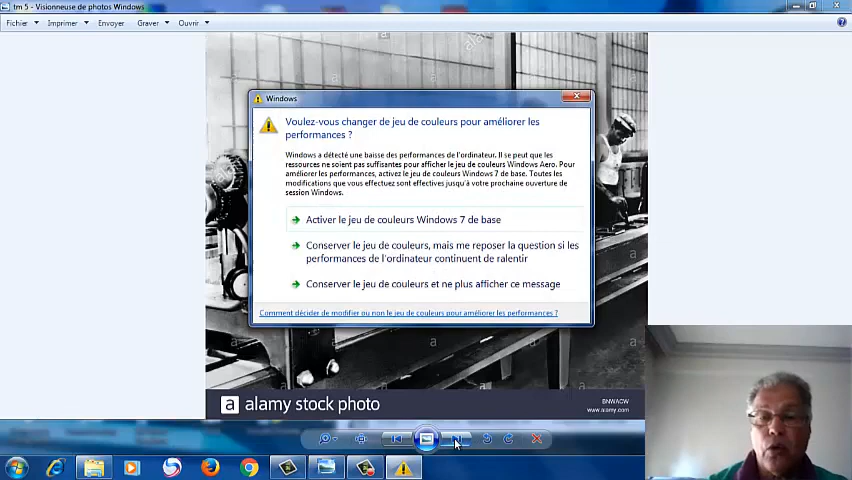 tm 5 - Visionneuse de photos Windows
Fichier Imprimer Envoyer Graver Ouvrir
Windows
Voulez-vous changer de jeu de couleurs pour améliorer les
performances ?
Windows a détecté une baisse des performances de l'ordinateur. Il se peut que les
ressources ne soient pas suffisantes pour afficher le jeu de couleurs Windows Aero. Pour
améliorer les performances, activez le jeu de couleurs Windows 7 de base. Toutes les
modifications que vous effectuez sont effectives jusqu'à votre prochaine ouverture de
session Windows.
Activer le jeu de couleurs Windows 7 de base
Conserver le jeu de couleurs, mais me reposer la question si les
performances de l'ordinateur continuent de ralentir
Conserver le jeu de couleurs et ne plus afficher ce message
Comment décider de modifier ou non le jeu de couleurs pour améliorer les performances ?
a alamy stock photo
BNWACW
www.alamy.com